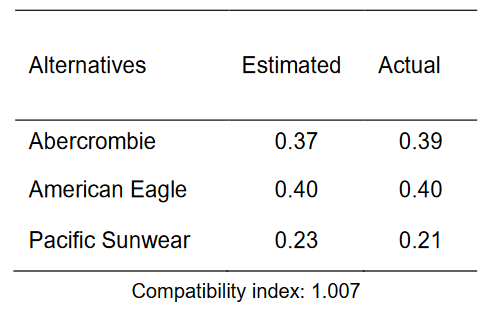 Alternatives Estimated Actual
Abercrombie 0.37 0.39
American Eagle 0.40 0.40
Pacific Sunwear 0.23 0.21
Compatibility index: 1.007